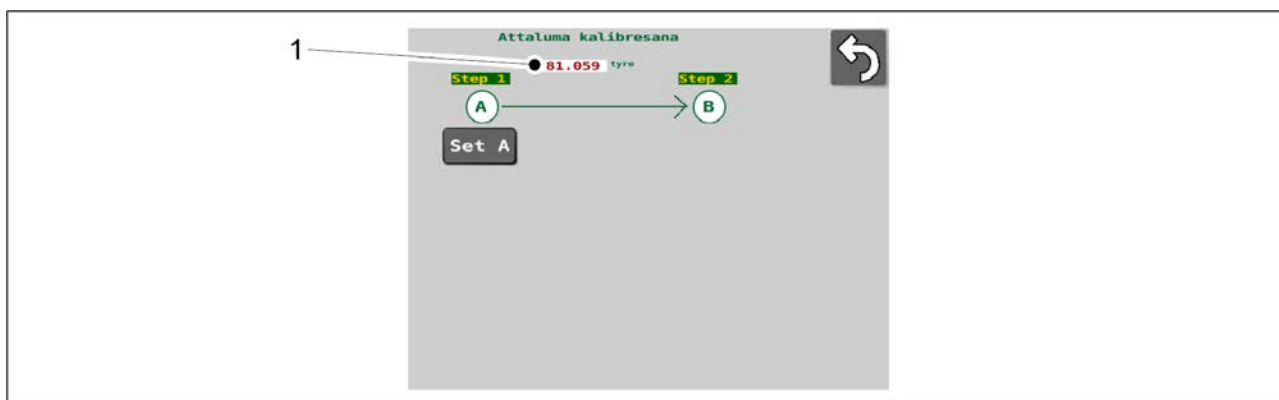 Attaluma kalibresana
1
81.059 tyre
Step 1 Step 2
A B
Set A